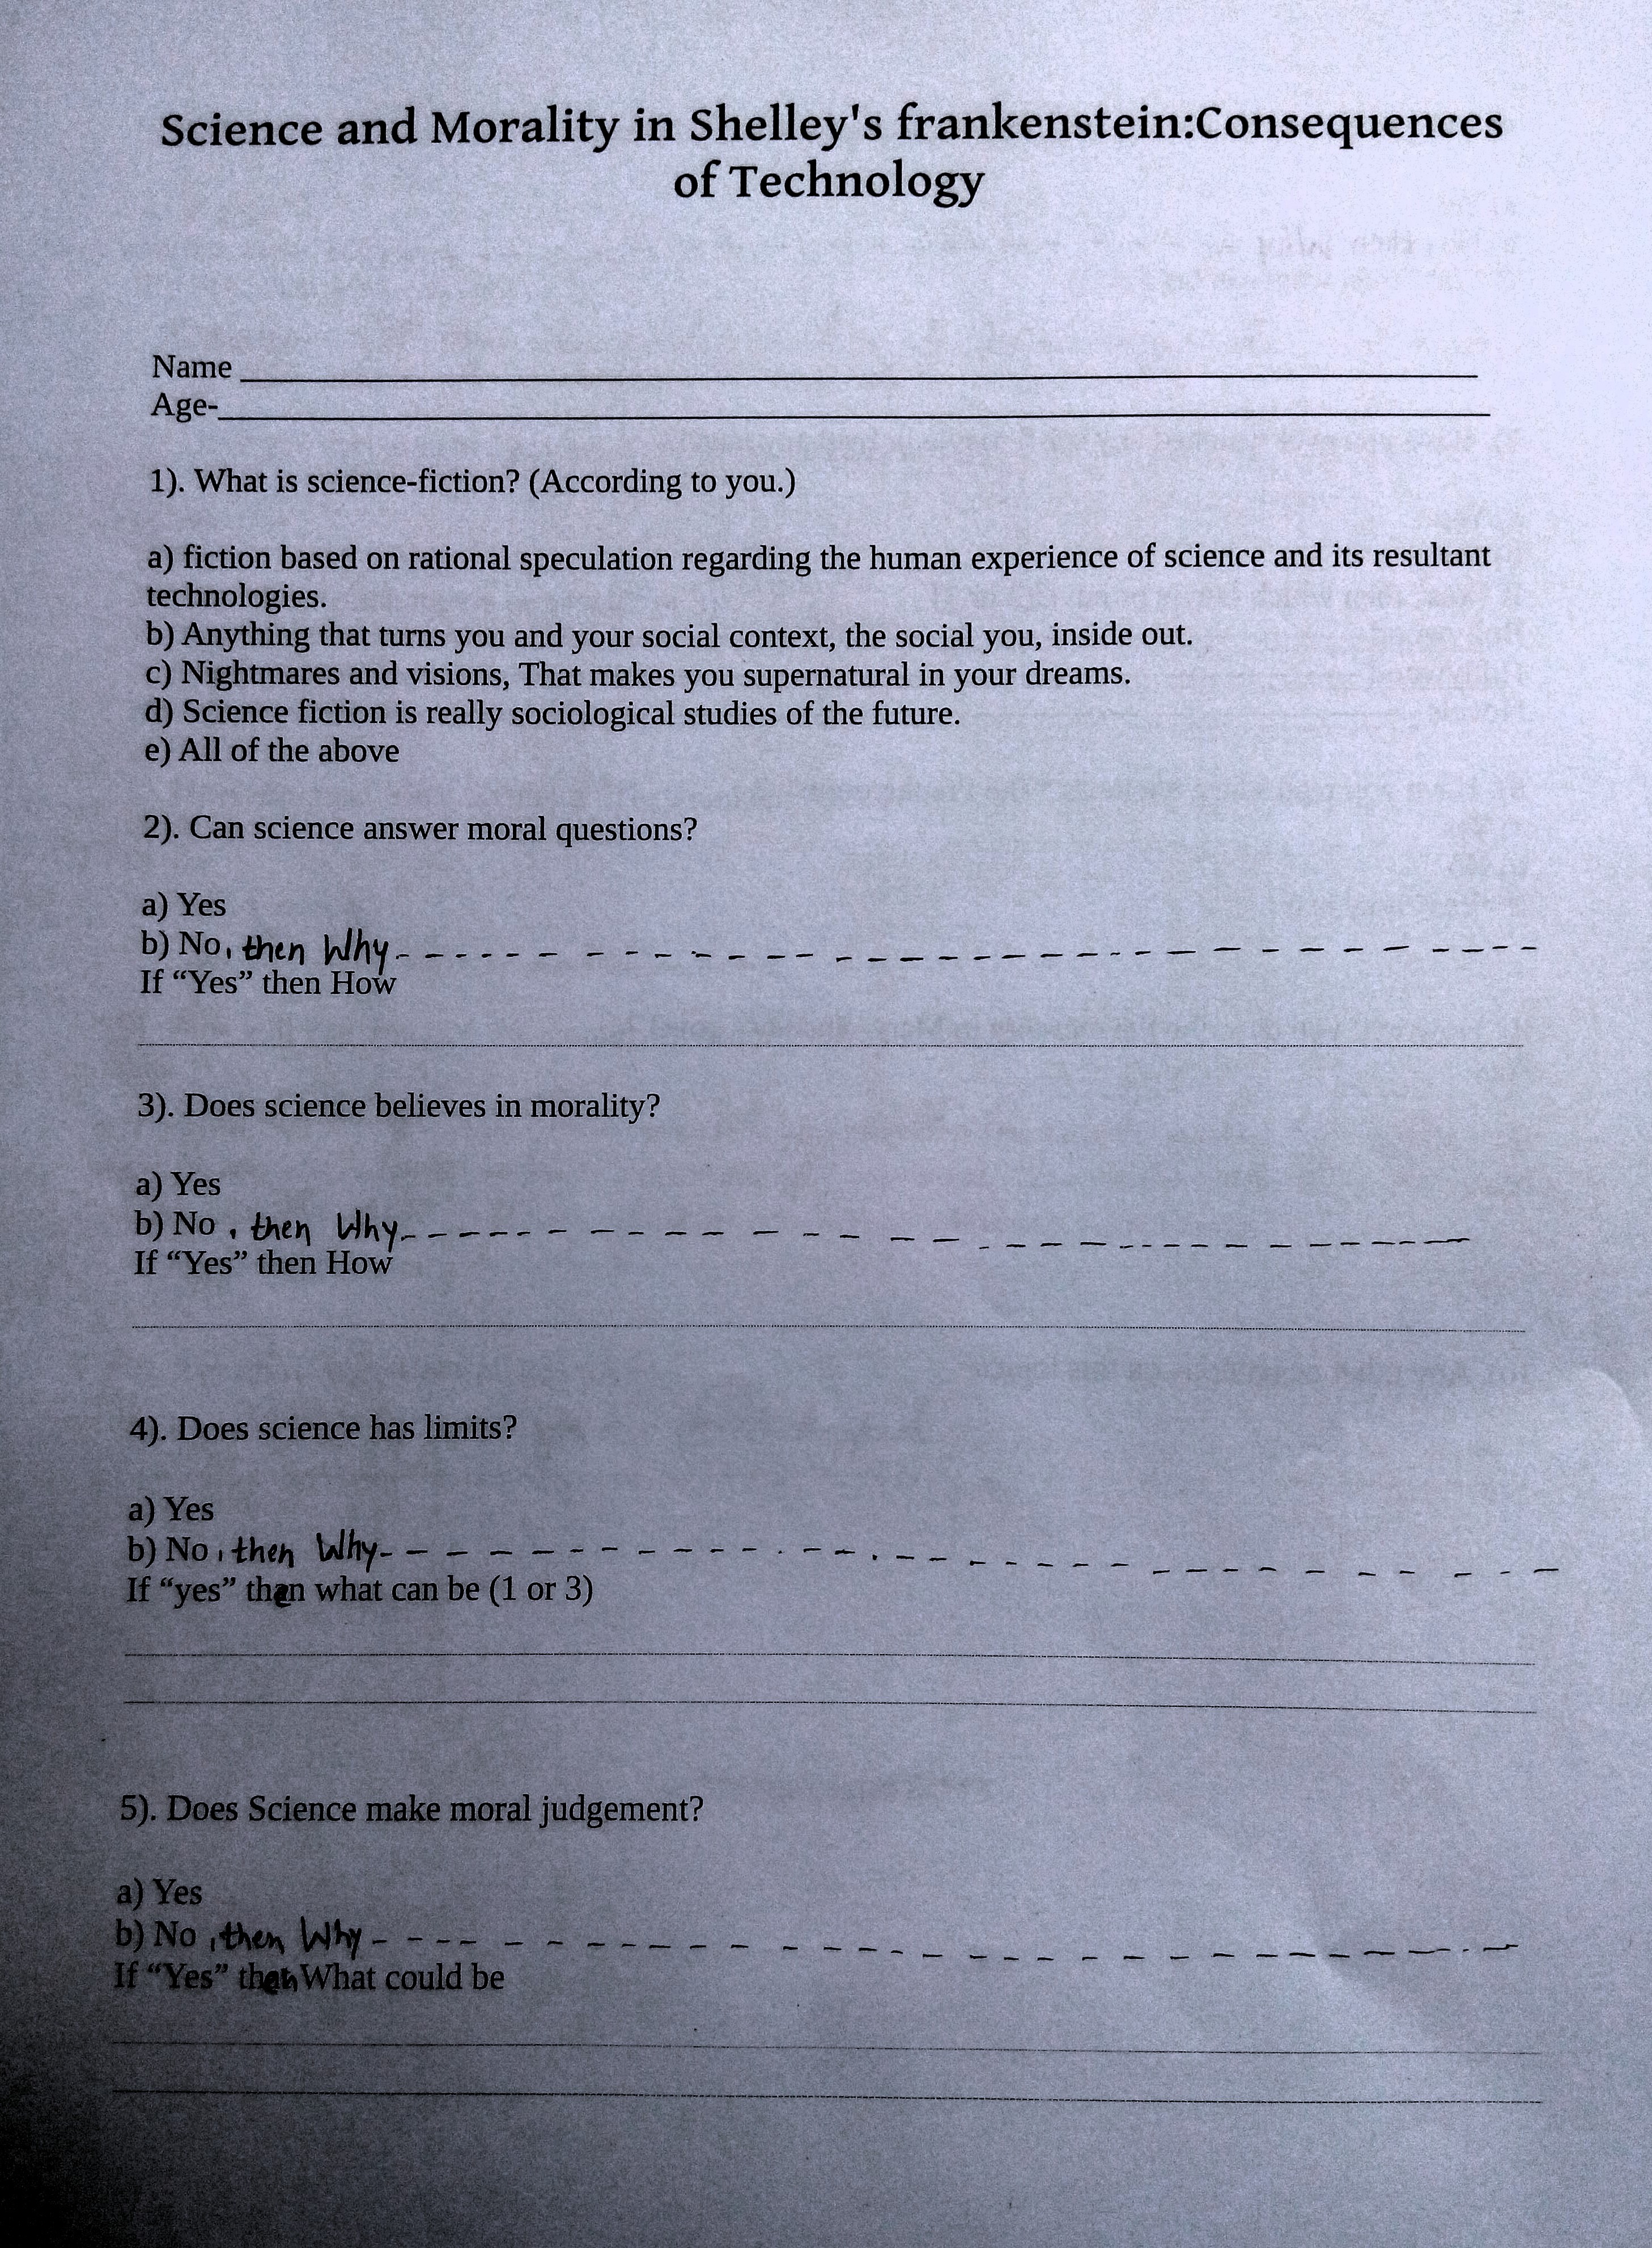 Science and Morality in Shelley's frankenstein:Consequences
of Technology
Name
Age-
1). What is science-fiction? (According to you.)
a) fiction based on rational speculation regarding the human experience of science and its resultant
technologies.
b) Anything that turns you and your social context, the social you, inside out.
c) Nightmares and visions, That makes you supernatural in your dreams.
d) Science fiction is really sociological studies of the future.
e) All of the above
2). Can science answer moral questions?
a) Yes
b) No, then Why
If “Yes” then How
3). Does science believes in morality?
a) Yes
b) No , then Why
If “Yes” then How
4). Does science has limits?
a) Yes
b) No, then Why
If “yes” then what can be (1 or 3)
5). Does Science make moral judgement?
a) Yes
b) No , then Why
If “Yes” then What could be